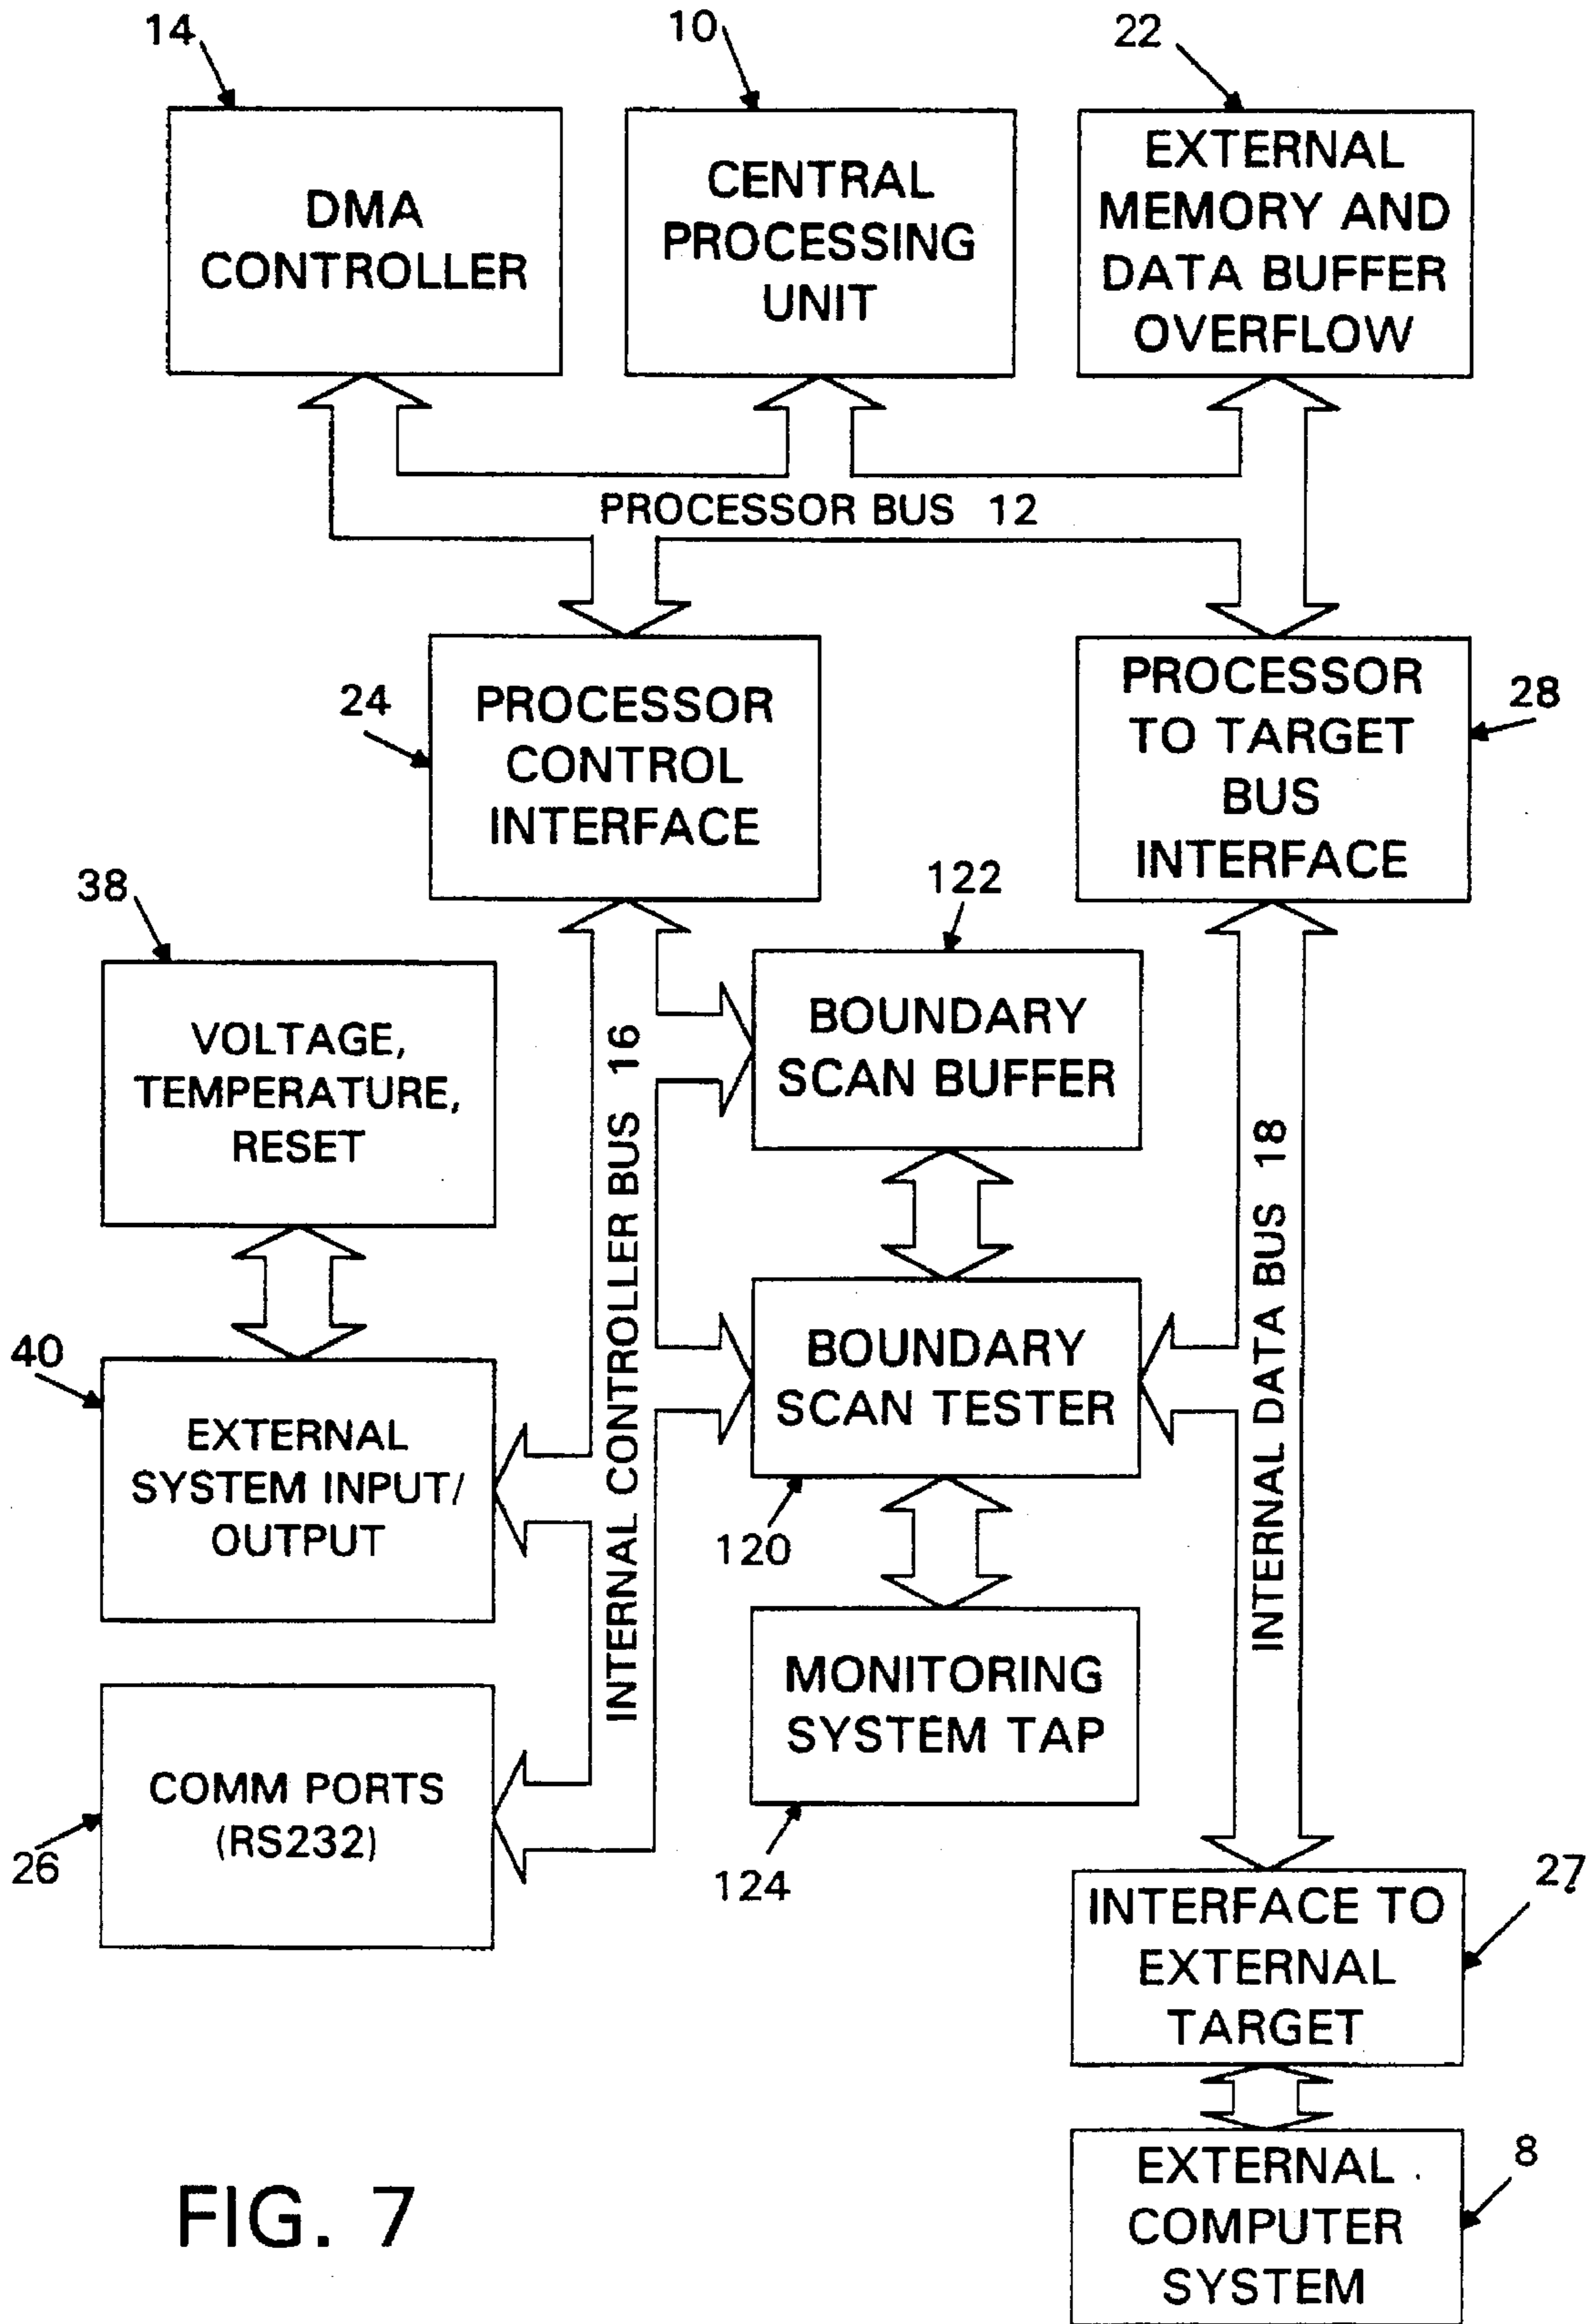 14
10
22
DMA
CONTROLLER
CENTRAL
PROCESSING
UNIT
EXTERNAL
MEMORY AND
DATA BUFFER
OVERFLOW
PROCESSOR BUS 12
24
PROCESSOR
CONTROL
INTERFACE
PROCESSOR
TO TARGET
BUS
INTERFACE
28
38
VOLTAGE,
TEMPERATURE,
RESET
122
BOUNDARY
SCAN BUFFER
INTERNAL CONTROLLER BUS 16
INTERNAL DATA BUS 18
40
EXTERNAL
SYSTEM INPUT/
OUTPUT
BOUNDARY
SCAN TESTER
120
MONITORING
SYSTEM TAP
124
COMM PORTS
(RS232)
26
INTERFACE TO
EXTERNAL
TARGET
27
EXTERNAL
COMPUTER
SYSTEM
8
FIG. 7